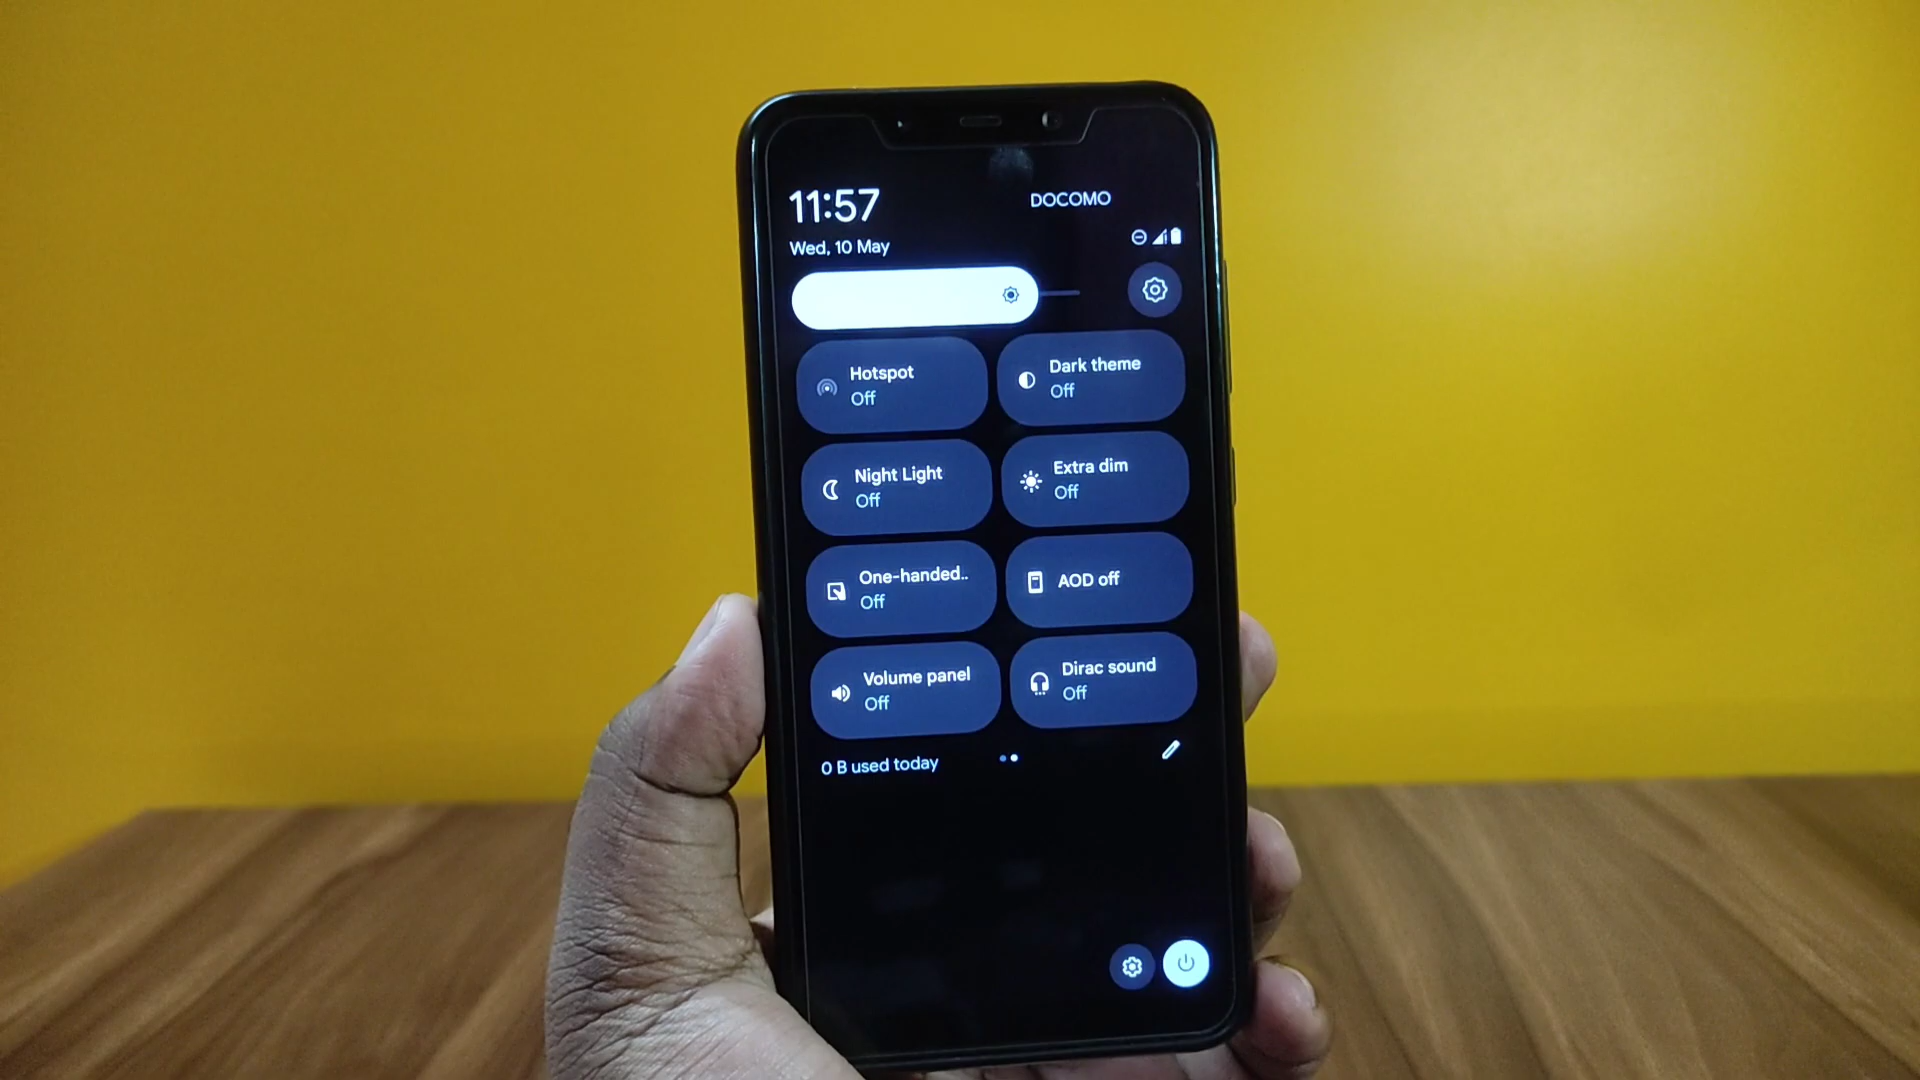 11:57
DOCOMO
Wed, 10 May
Hotspot
Off
Dark theme
Off
Night Light
Off
Extra dim
Off
One-handed..
Off
AOD off
Volume panel
Off
Dirac sound
Off
0 B used today